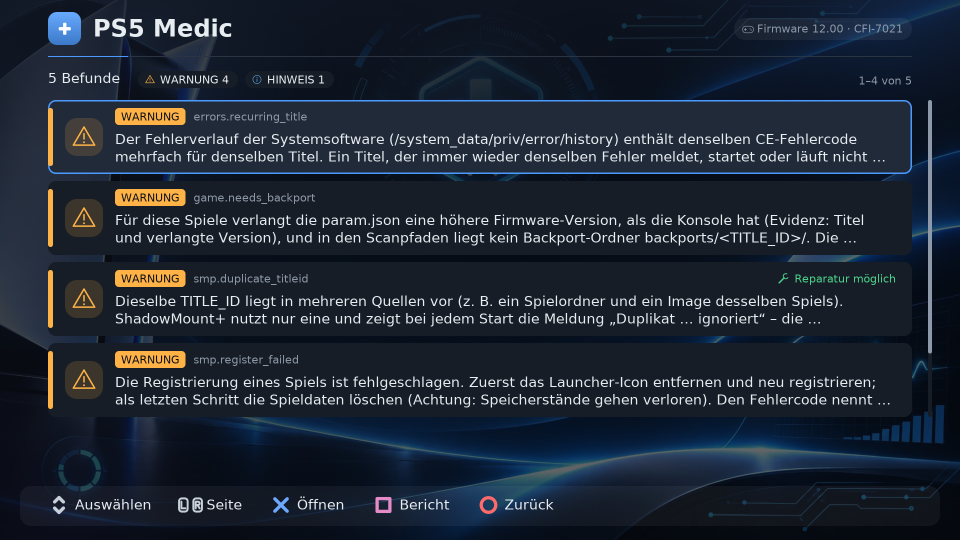 PS5 Medic
Firmware 12.00 · CFI-7021
5 Befunde
WARNUNG 4
HINWEIS 1
1–4 von 5
WARNUNG errors.recurring_title
Der Fehlerverlauf der Systemsoftware (/system_data/priv/error/history) enthält denselben CE-Fehlercode
mehrfach für denselben Titel. Ein Titel, der immer wieder denselben Fehler meldet, startet oder läuft nicht …
WARNUNG game.needs_backport
Für diese Spiele verlangt die param.json eine höhere Firmware-Version, als die Konsole hat (Evidenz: Titel
und verlangte Version), und in den Scanpfaden liegt kein Backport-Ordner backports/<TITLE_ID>/. Die …
WARNUNG smp.duplicate_titleid
Reparatur möglich
Dieselbe TITLE_ID liegt in mehreren Quellen vor (z. B. ein Spielordner und ein Image desselben Spiels).
ShadowMount+ nutzt nur eine und zeigt bei jedem Start die Meldung „Duplikat … ignoriert“ – die …
WARNUNG smp.register_failed
Die Registrierung eines Spiels ist fehlgeschlagen. Zuerst das Launcher-Icon entfernen und neu registrieren;
als letzten Schritt die Spieldaten löschen (Achtung: Speicherstände gehen verloren). Den Fehlercode nennt …
Auswählen
L R Seite
Öffnen
Bericht
Zurück